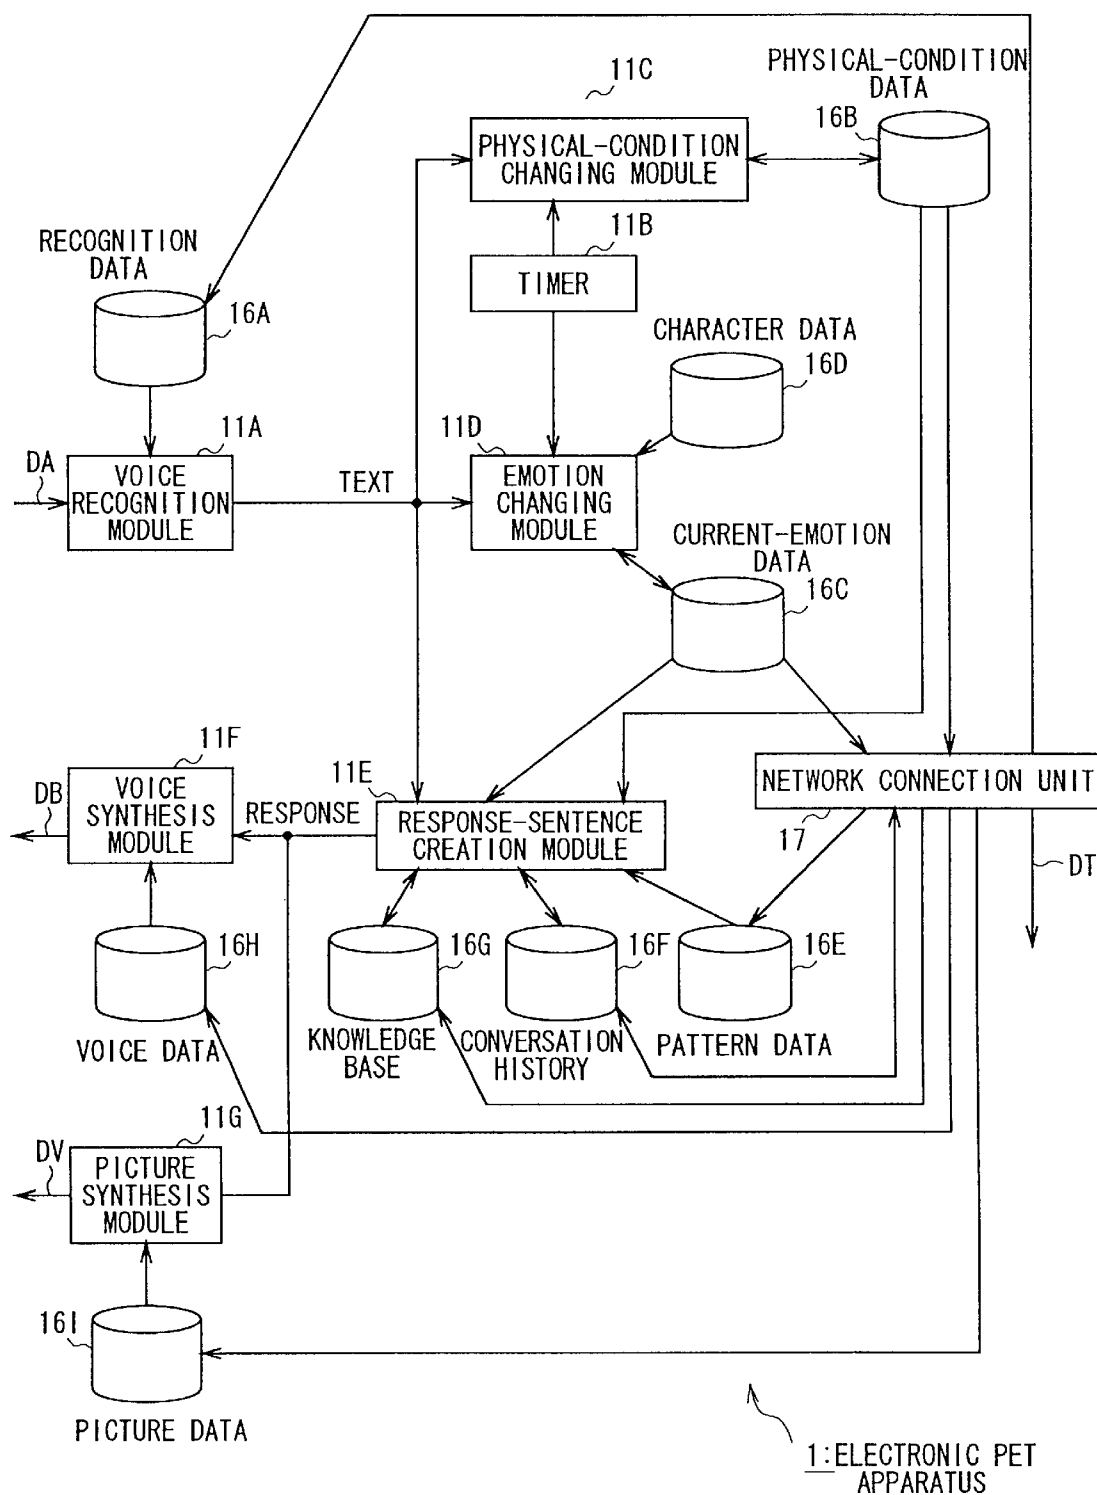 11C
PHYSICAL-CONDITION
DATA
16B
PHYSICAL-CONDITION
CHANGING MODULE
11B
TIMER
RECOGNITION
DATA
16A
CHARACTER DATA
16D
11A
11D
DA
VOICE
RECOGNITION
MODULE
TEXT
EMOTION
CHANGING
MODULE
CURRENT-EMOTION
DATA
16C
11F
DB
VOICE
SYNTHESIS
MODULE
RESPONSE
11E
RESPONSE-SENTENCE
CREATION MODULE
NETWORK CONNECTION UNIT
17
DT
16H
VOICE DATA
16G
KNOWLEDGE
BASE
16F
CONVERSATION
HISTORY
16E
PATTERN DATA
11G
DV
PICTURE
SYNTHESIS
MODULE
16I
PICTURE DATA
1:ELECTRONIC PET
APPARATUS